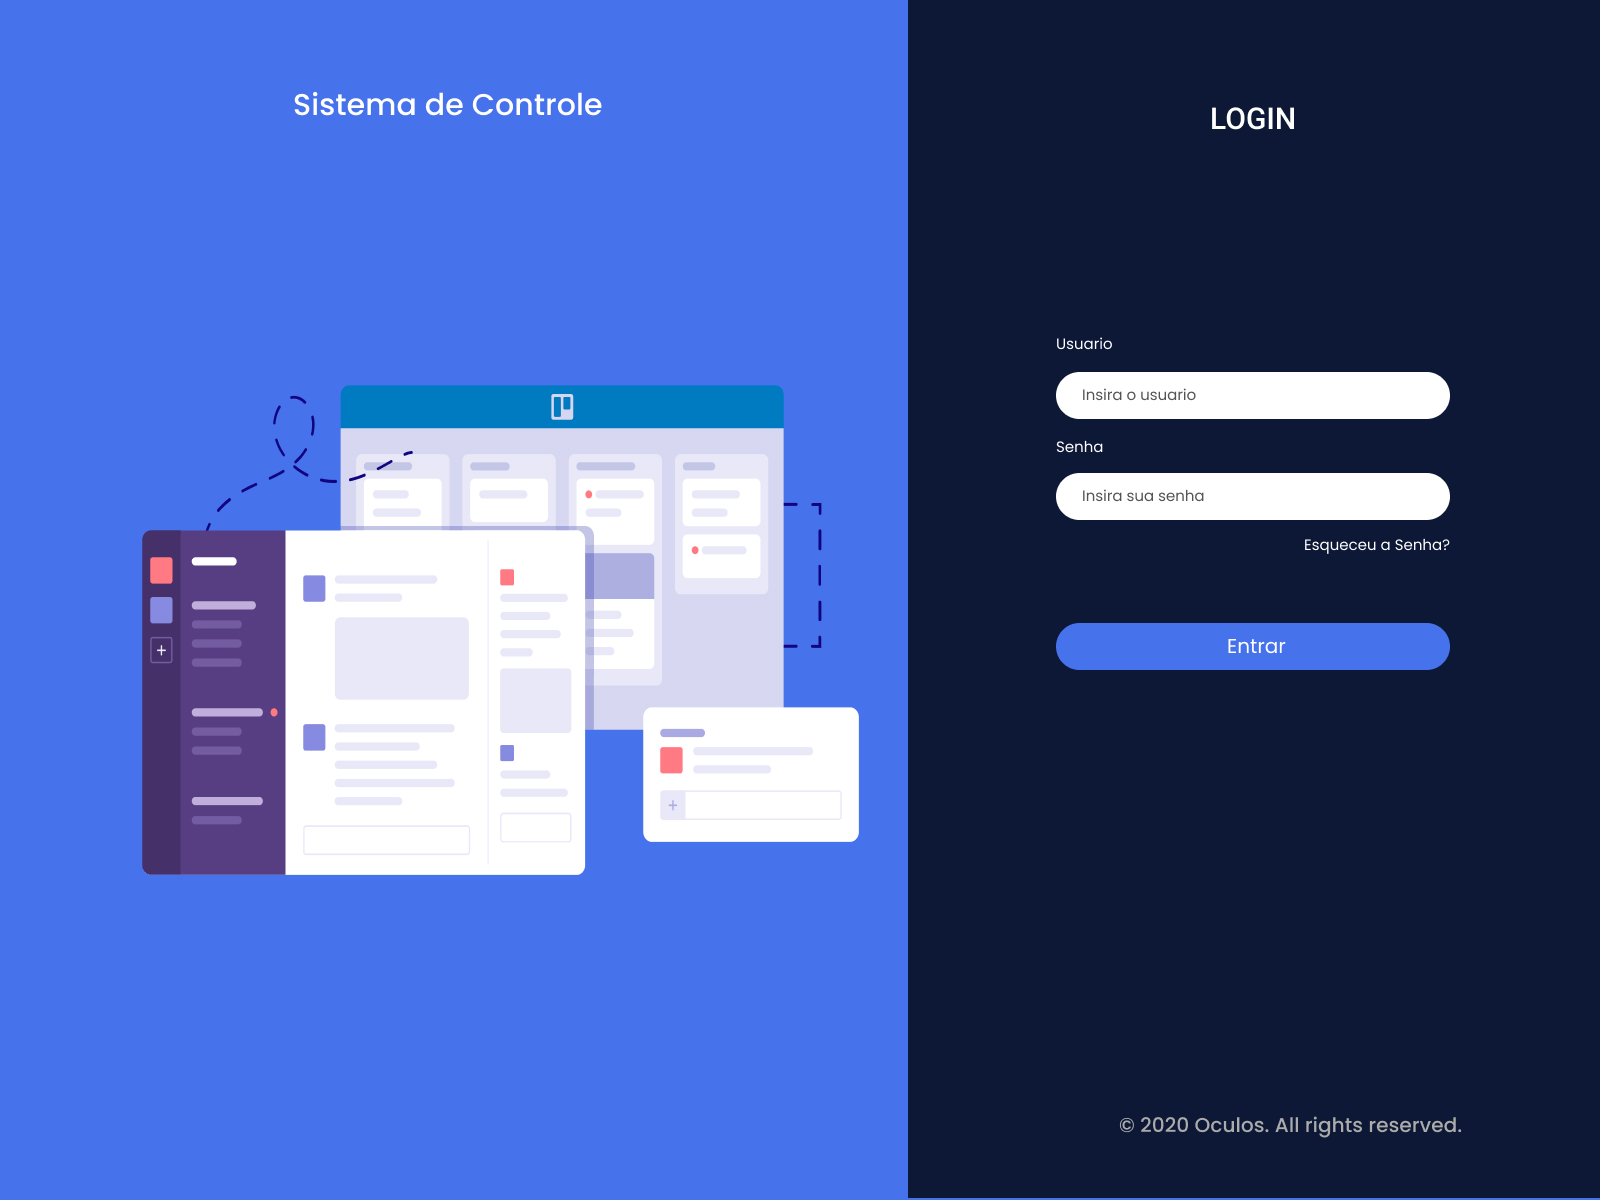 Sistema de Controle
LOGIN
Usuario
Insira o usuario
Senha
Insira sua senha
Esqueceu a Senha?
Entrar
© 2020 Oculos. All rights reserved.